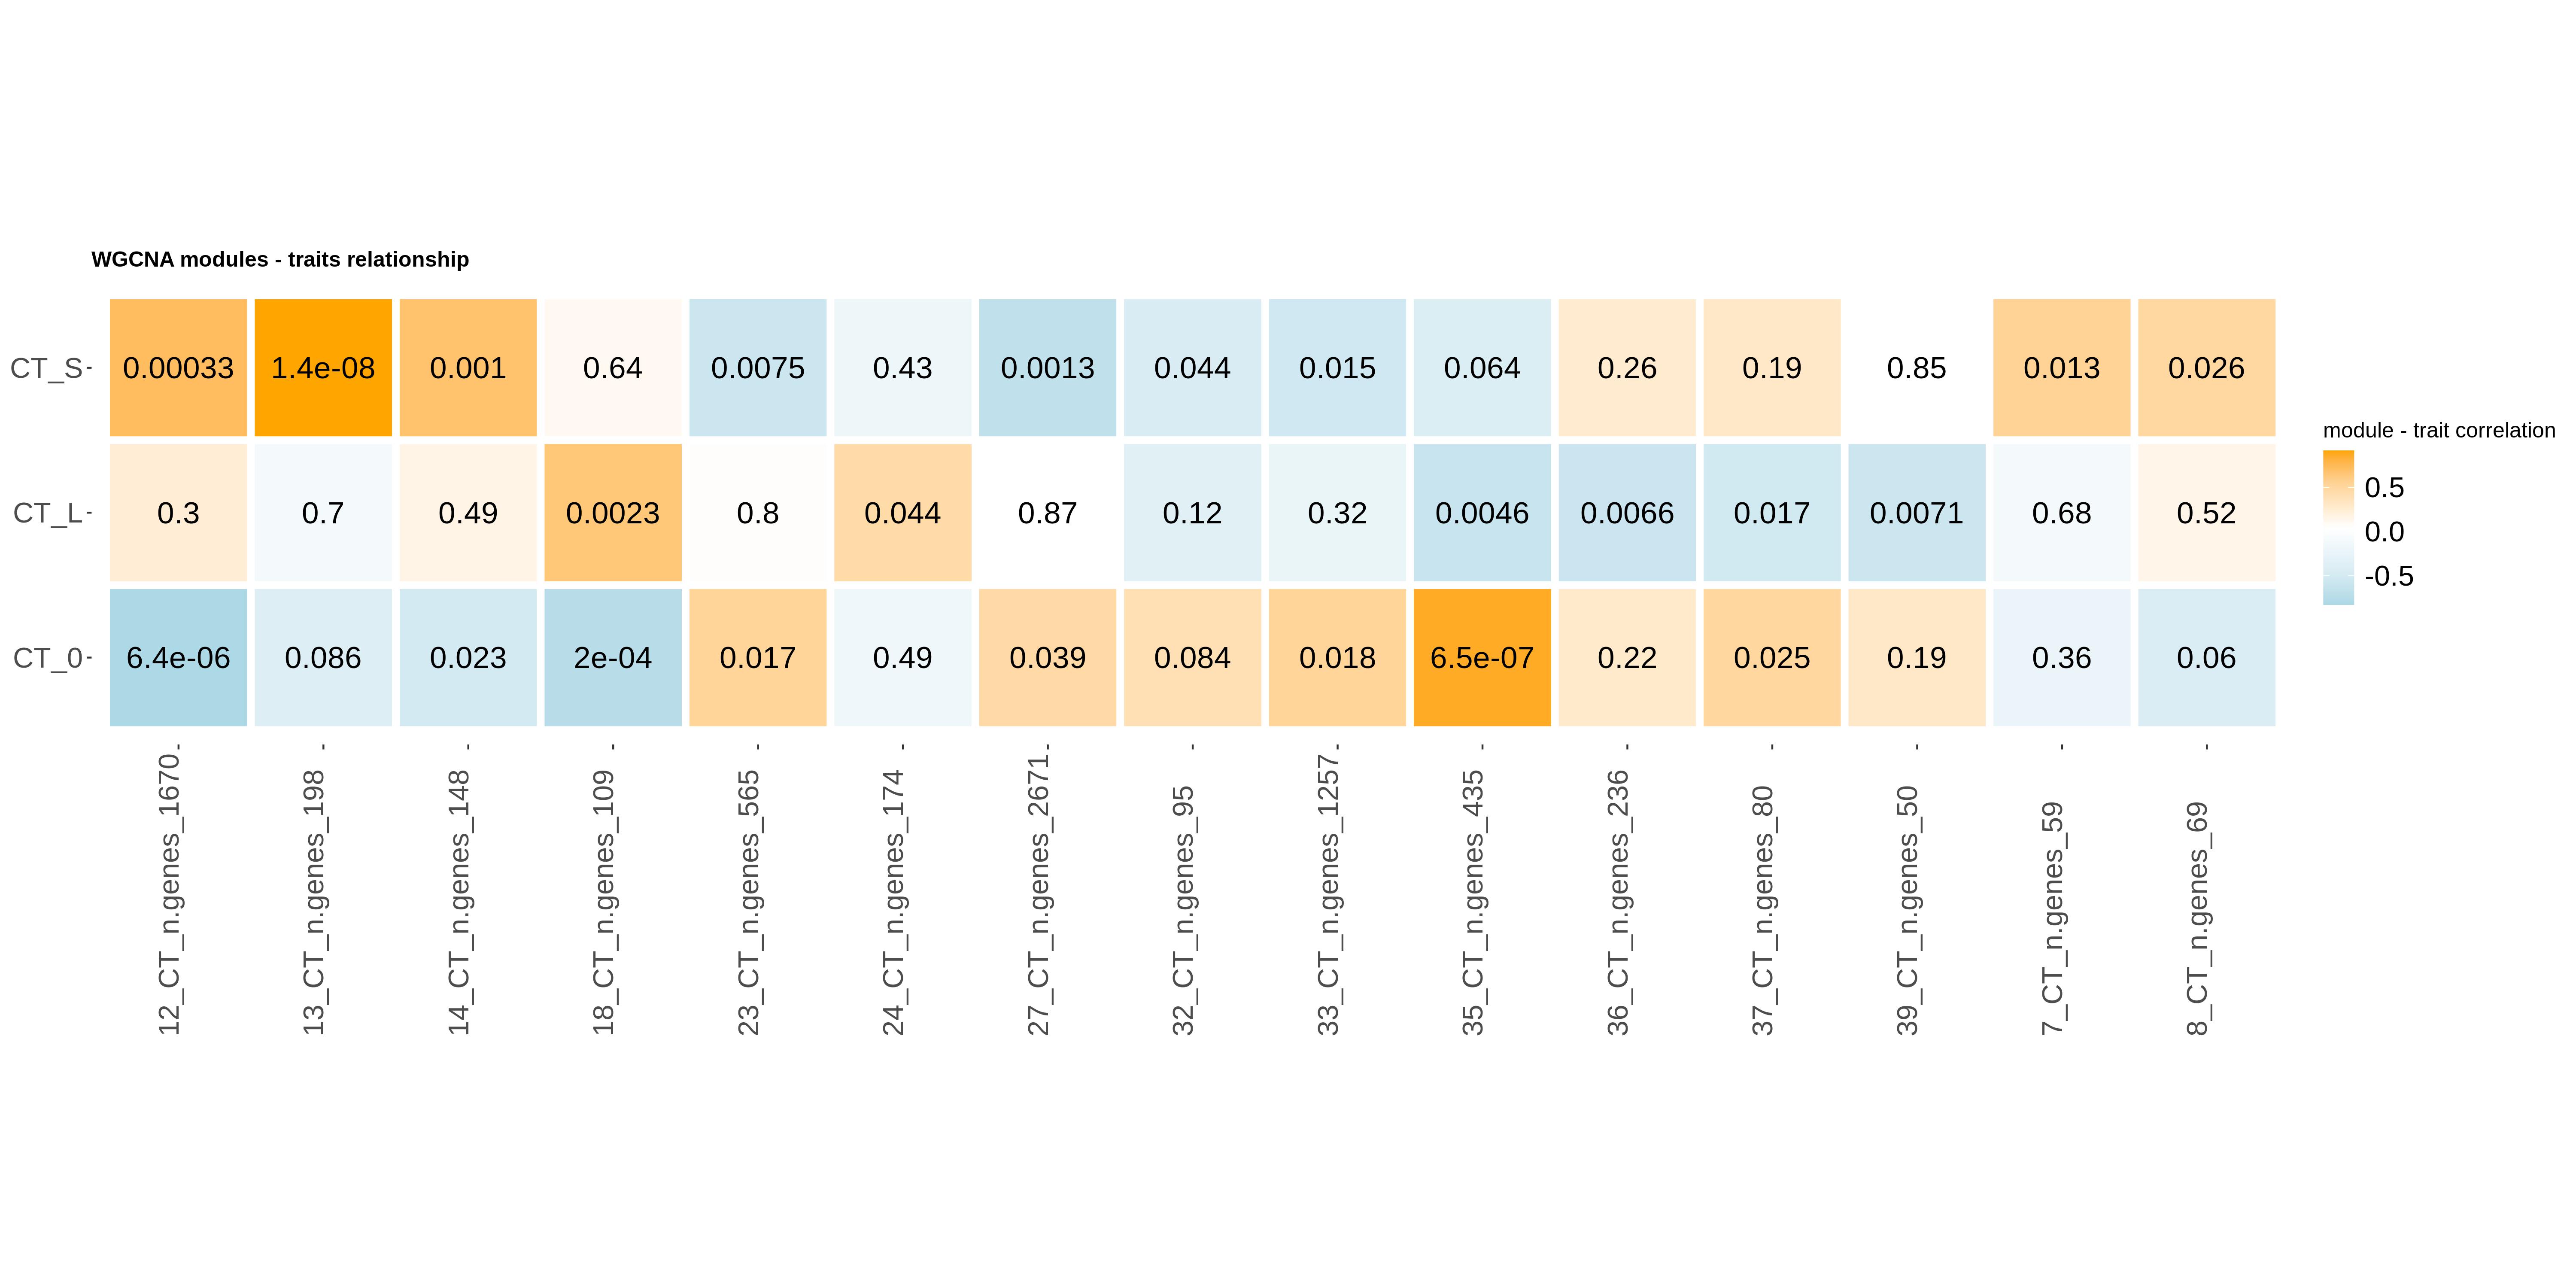 WGCNA modules - traits relationship
CT_S 0.00033 1.4e-08 0.001 0.64 0.0075 0.43 0.0013 0.044 0.015 0.064 0.26 0.19 0.85 0.013 0.026
CT_L 0.3 0.7 0.49 0.0023 0.8 0.044 0.87 0.12 0.32 0.0046 0.0066 0.017 0.0071 0.68 0.52
CT_0 6.4e-06 0.086 0.023 2e-04 0.017 0.49 0.039 0.084 0.018 6.5e-07 0.22 0.025 0.19 0.36 0.06
12_CT_n.genes_1670
13_CT_n.genes_198
14_CT_n.genes_148
18_CT_n.genes_109
23_CT_n.genes_565
24_CT_n.genes_174
27_CT_n.genes_2671
32_CT_n.genes_95
33_CT_n.genes_1257
35_CT_n.genes_435
36_CT_n.genes_236
37_CT_n.genes_80
39_CT_n.genes_50
7_CT_n.genes_59
8_CT_n.genes_69
module - trait correlation
0.5
0.0
-0.5